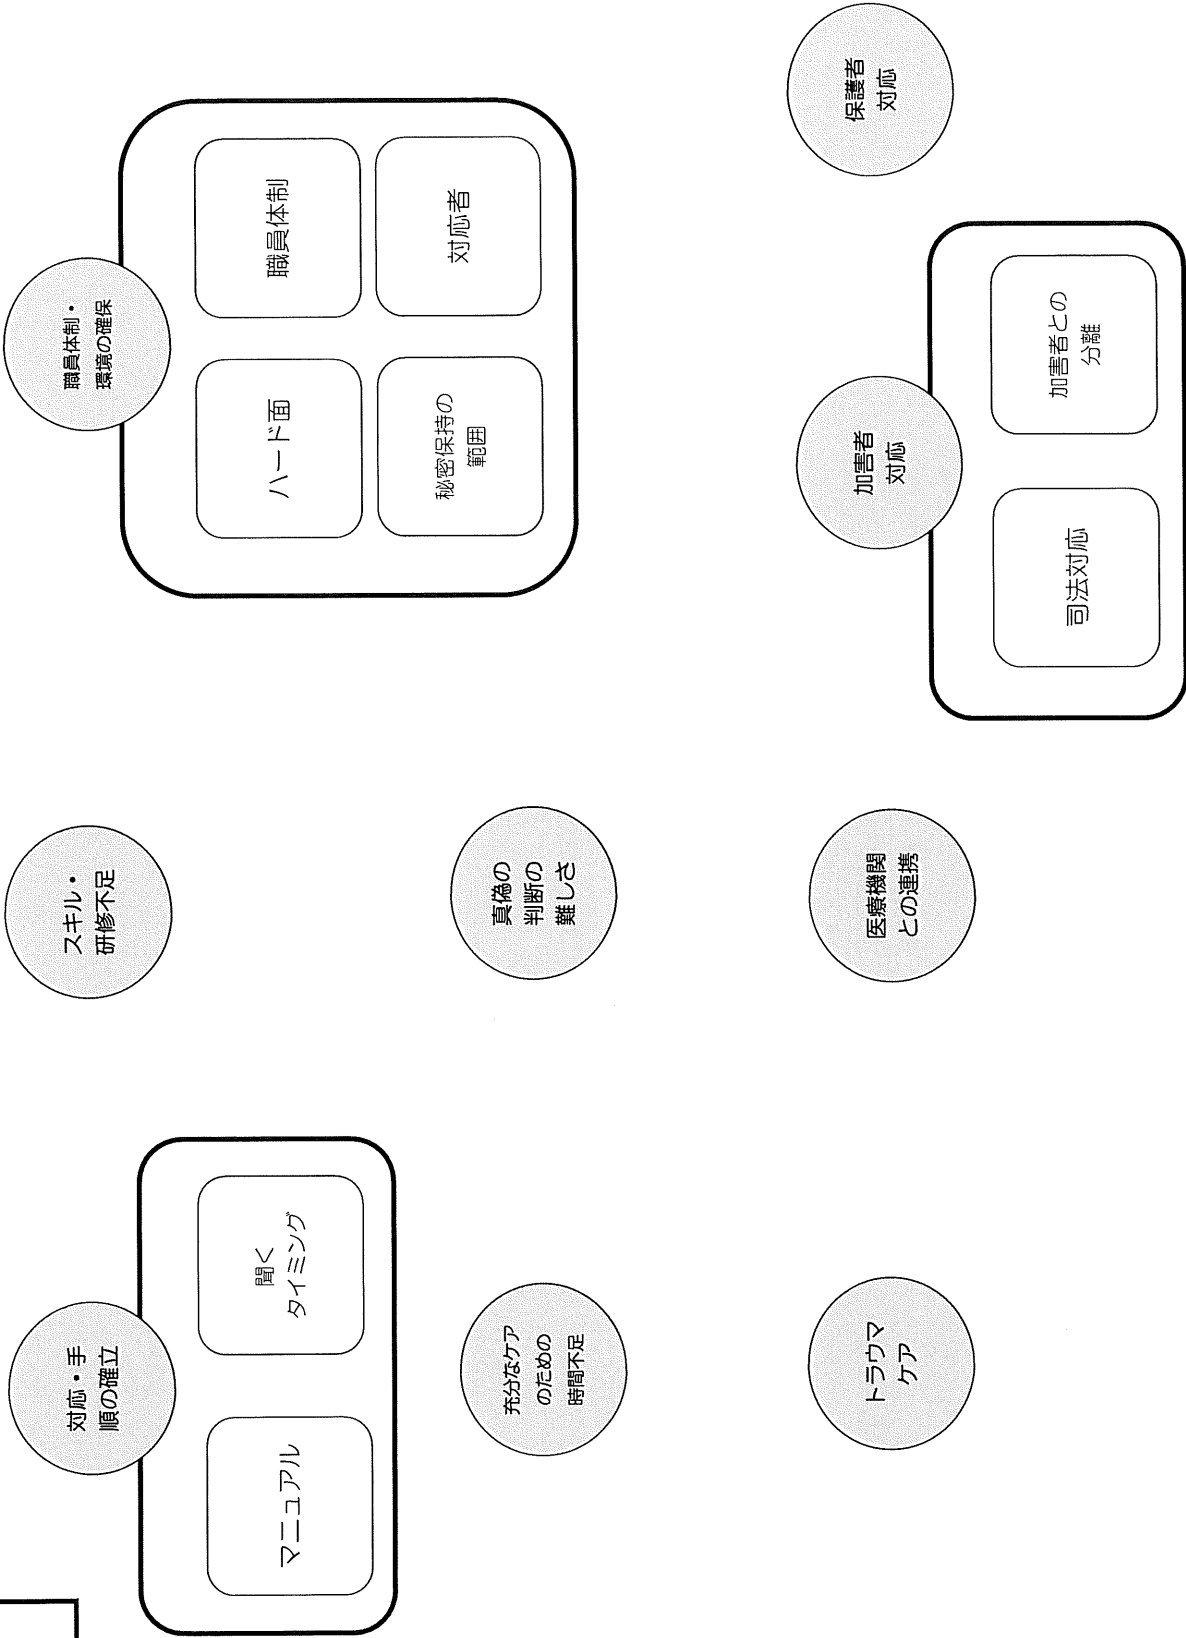 対応・手
順の確立
マニュアル
聞く
タイミング
スキル・
研修不足
職員体制・
環境の確保
ハード面
職員体制
秘密保持の
範囲
対応者
充分なケア
のための
時間不足
真偽の
判断の
難しさ
トラウマ
ケア
医療機関
との連携
加害者
対応
司法対応
加害者との
分離
保護者
対応